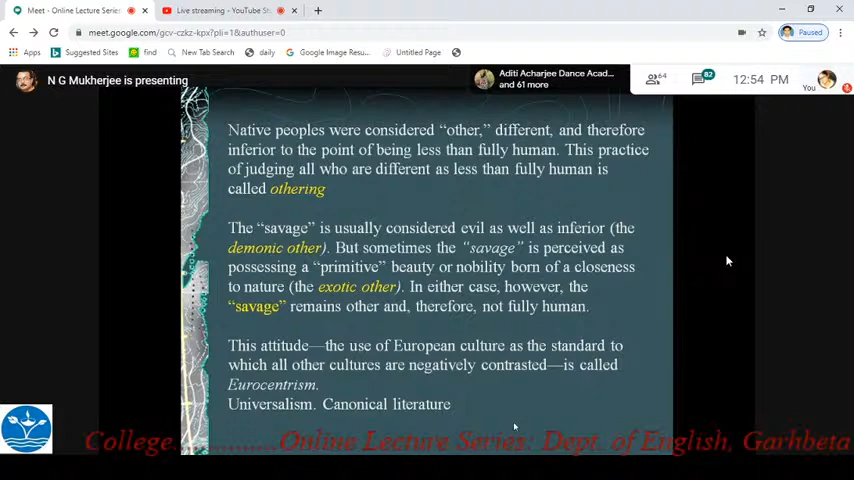 Meet - Online Lecture Series:
Live streaming - YouTube St
meet.google.com/gcv-czkz-kpx?pli=1&authuser=0
Paused
Apps
Suggested Sites
find
New Tab Search
daily
Google Image Resu...
Untitled Page
N G Mukherjee is presenting
Aditi Acharjee Dance Acad...
and 61 more
64
82
12:54 PM
You
Native peoples were considered “other,” different, and therefore
inferior to the point of being less than fully human. This practice
of judging all who are different as less than fully human is
called othering
The “savage” is usually considered evil as well as inferior (the
demonic other). But sometimes the “savage” is perceived as
possessing a “primitive” beauty or nobility born of a closeness
to nature (the exotic other). In either case, however, the
“savage” remains other and, therefore, not fully human.
This attitude—the use of European culture as the standard to
which all other cultures are negatively contrasted—is called
Eurocentrism.
Universalism. Canonical literature
College.............Online Lecture Series: Dept. of English, Garhbeta